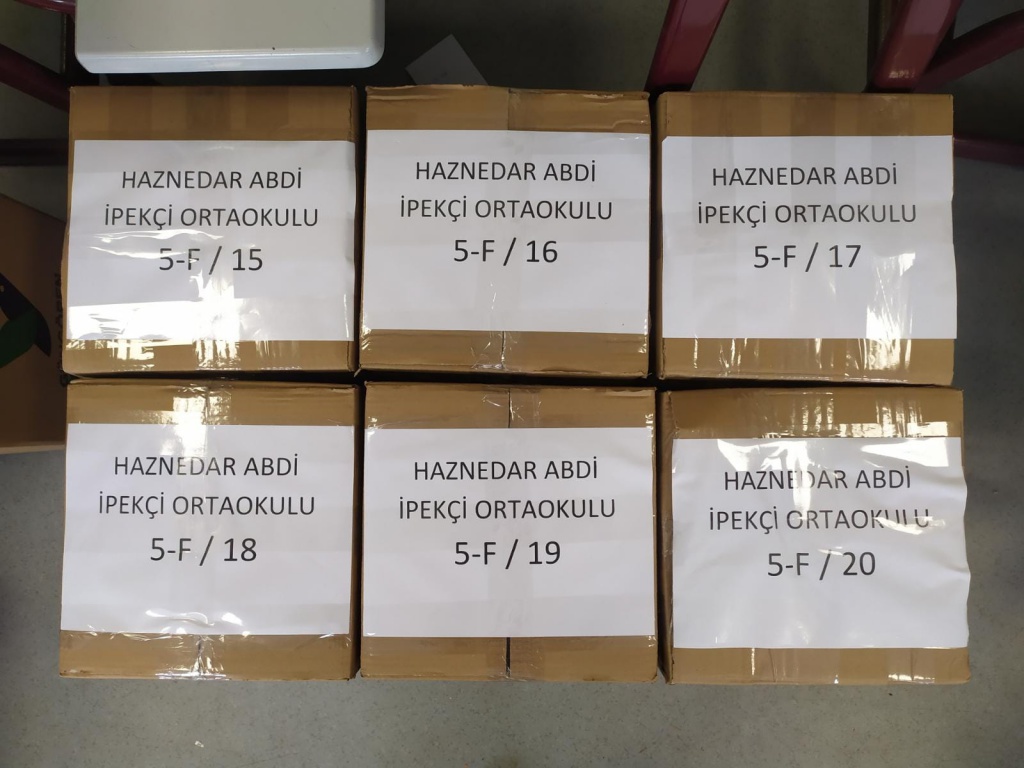 HAZNEDAR ABDİ
İPEKÇİ ORTAOKULU
5-F / 15
HAZNEDAR ABDİ
İPEKÇİ ORTAOKULU
5-F / 16
HAZNEDAR ABDİ
İPEKÇİ ORTAOKULU
5-F / 17
HAZNEDAR ABDİ
İPEKÇİ ORTAOKULU
5-F / 18
HAZNEDAR ABDİ
İPEKÇİ ORTAOKULU
5-F / 19
HAZNEDAR ABDİ
İPEKÇİ ORTAOKULU
5-F / 20